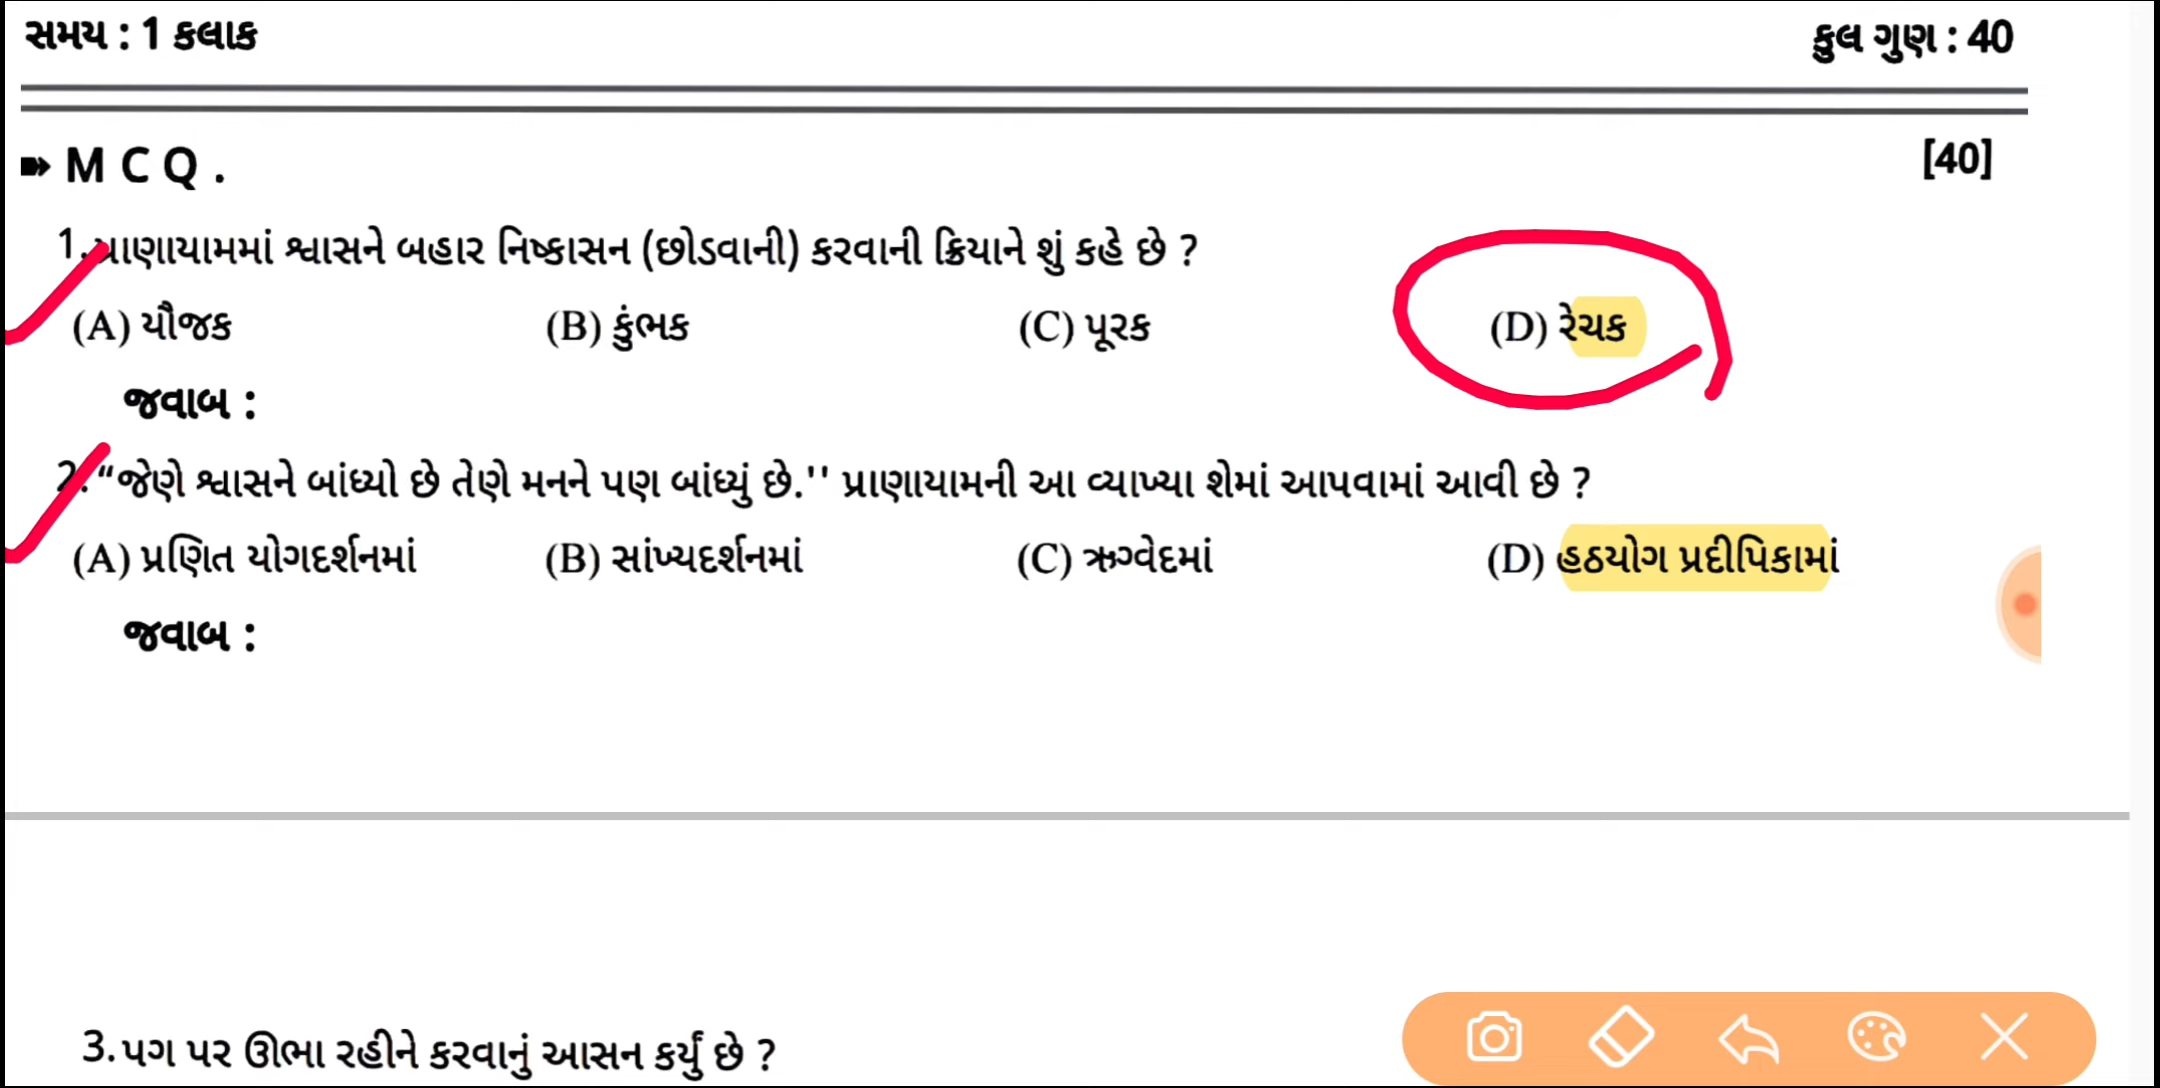 સમય : 1 કલાક
કુલ ગુણ : 40
M C Q .
[40]
1. પ્રાણાયામમાં શ્વાસને બહાર નિષ્કાસન (છોડવાની) કરવાની ક્રિયાને શું કહે છે ?
(A) યૌજક (B) કુંભક (C) પૂરક (D) રેચક
જવાબ :
2. “જેણે શ્વાસને બાંધ્યો છે તેણે મનને પણ બાંધ્યું છે.'' પ્રાણાયામની આ વ્યાખ્યા શેમાં આપવામાં આવી છે ?
(A) પ્રણિત યોગદર્શનમાં (B) સાંખ્યદર્શનમાં (C) ઋગ્વેદમાં (D) હઠયોગ પ્રદીપિકામાં
જવાબ :
3. પગ પર ઊભા રહીને કરવાનું આસન કર્યું છે ?